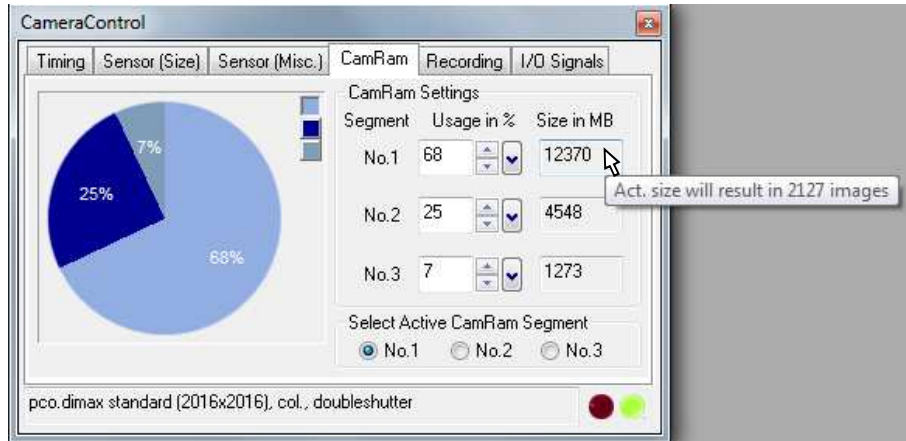 CameraControl
Timing Sensor (Size) Sensor (Misc.) CamRam Recording I/O Signals
CamRam Settings
Segment Usage in % Size in MB
7%
25%
68%
No.1 68 12370
Act. size will result in 2127 images
No.2 25 4548
No.3 7 1273
Select Active CamRam Segment
No.1 No.2 No.3
pco.dimax standard (2016x2016), col., doubleshutter